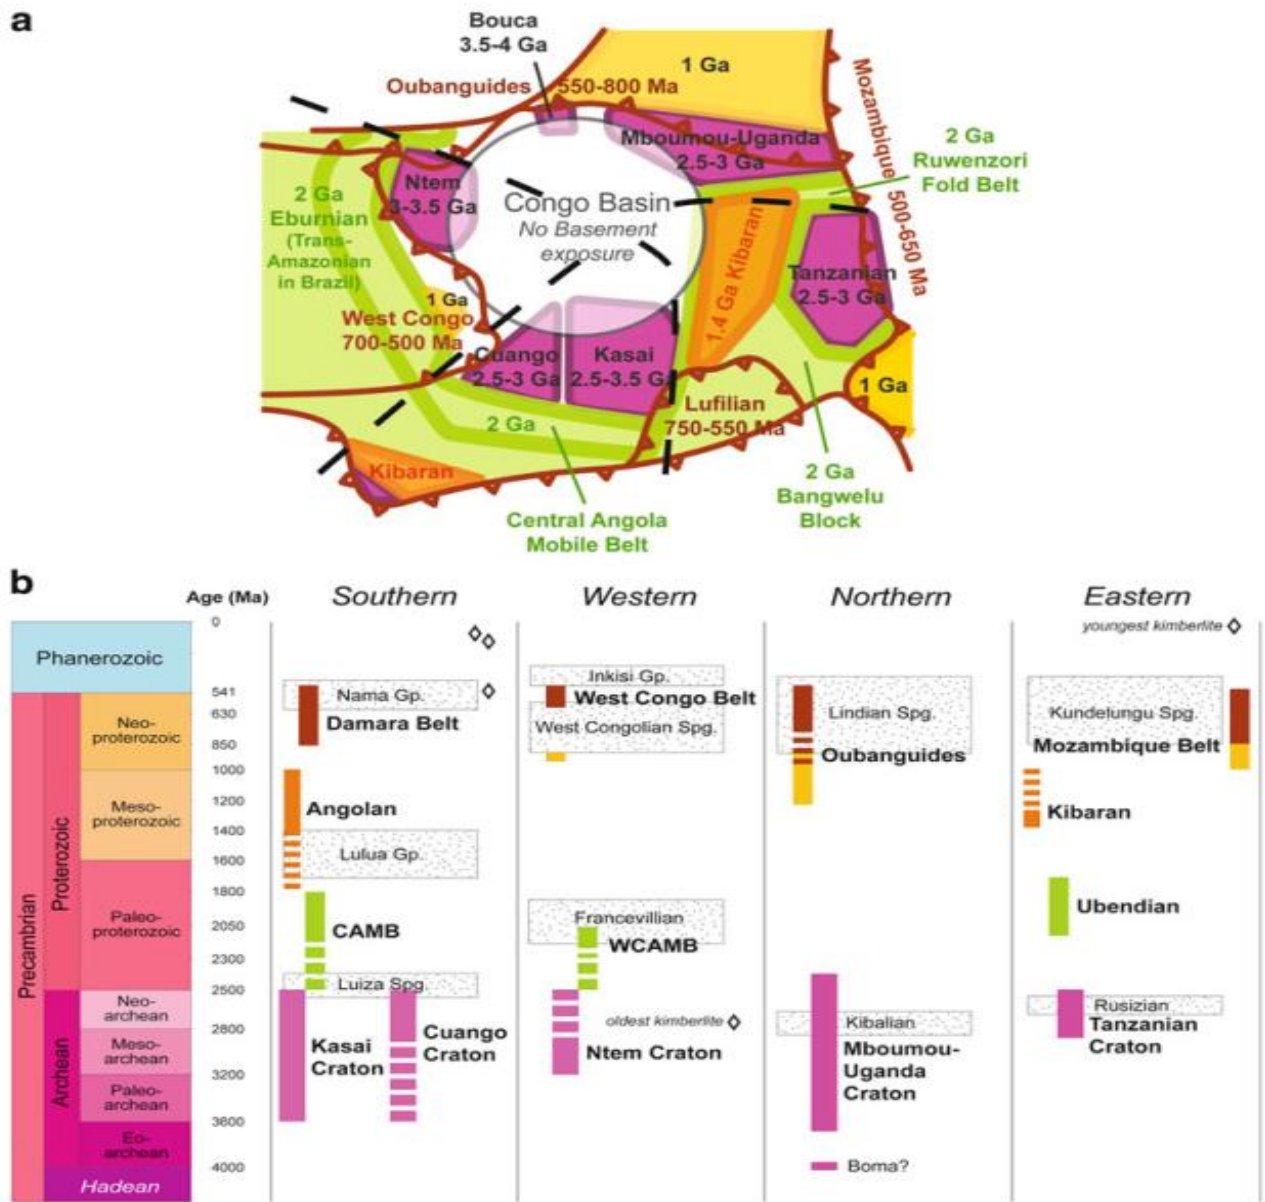 a
Bouca
3.5-4 Ga
Oubanguides
550-800 Ma
1 Ga
Mozambique 500-650 Ma
Mboumou-Uganda
2.5-3 Ga
2 Ga
Ruwenzori
Fold Belt
Ntem
3-3.5 Ga
2 Ga
Eburnian
(Trans-
Amazonian
in Brazil)
Congo Basin
No Basement
exposure
1.4 Ga Kibaran
Tanzanian
2.5-3 Ga
1 Ga
West Congo
700-500 Ma
Cuango
2.5-3 Ga
Kasai
2.5-3.5 Ga
1 Ga
Lufilian
750-550 Ma
2 Ga
Kibaran
2 Ga
Bangwelu
Block
Central Angola
Mobile Belt
b
Age (Ma)
Southern
Western
Northern
Eastern
0
541
630
850
1000
1200
1400
1600
1800
2050
2300
2500
2800
3200
3600
4000
Phanerozoic
Precambrian
Proterozoic
Archean
Neo-
proterozoic
Meso-
proterozoic
Paleo-
proterozoic
Neo-
archean
Meso-
archean
Paleo-
archean
Eo-
archean
Hadean
Nama Gp.
Damara Belt
Angolan
Lulua Gp.
CAMB
Luiza Spg
Kasai
Craton
Cuango
Craton
Inkisi Gp.
West Congo Belt
West Congolian Spg.
Francevillian
WCAMB
oldest kimberlite
Ntem Craton
Lindian Spg.
Oubanguides
Kibalian
Mboumou-
Uganda
Craton
Boma?
youngest kimberlite
Kundelungu Spg.
Mozambique Belt
Kibaran
Ubendian
Rusizian
Tanzanian
Craton